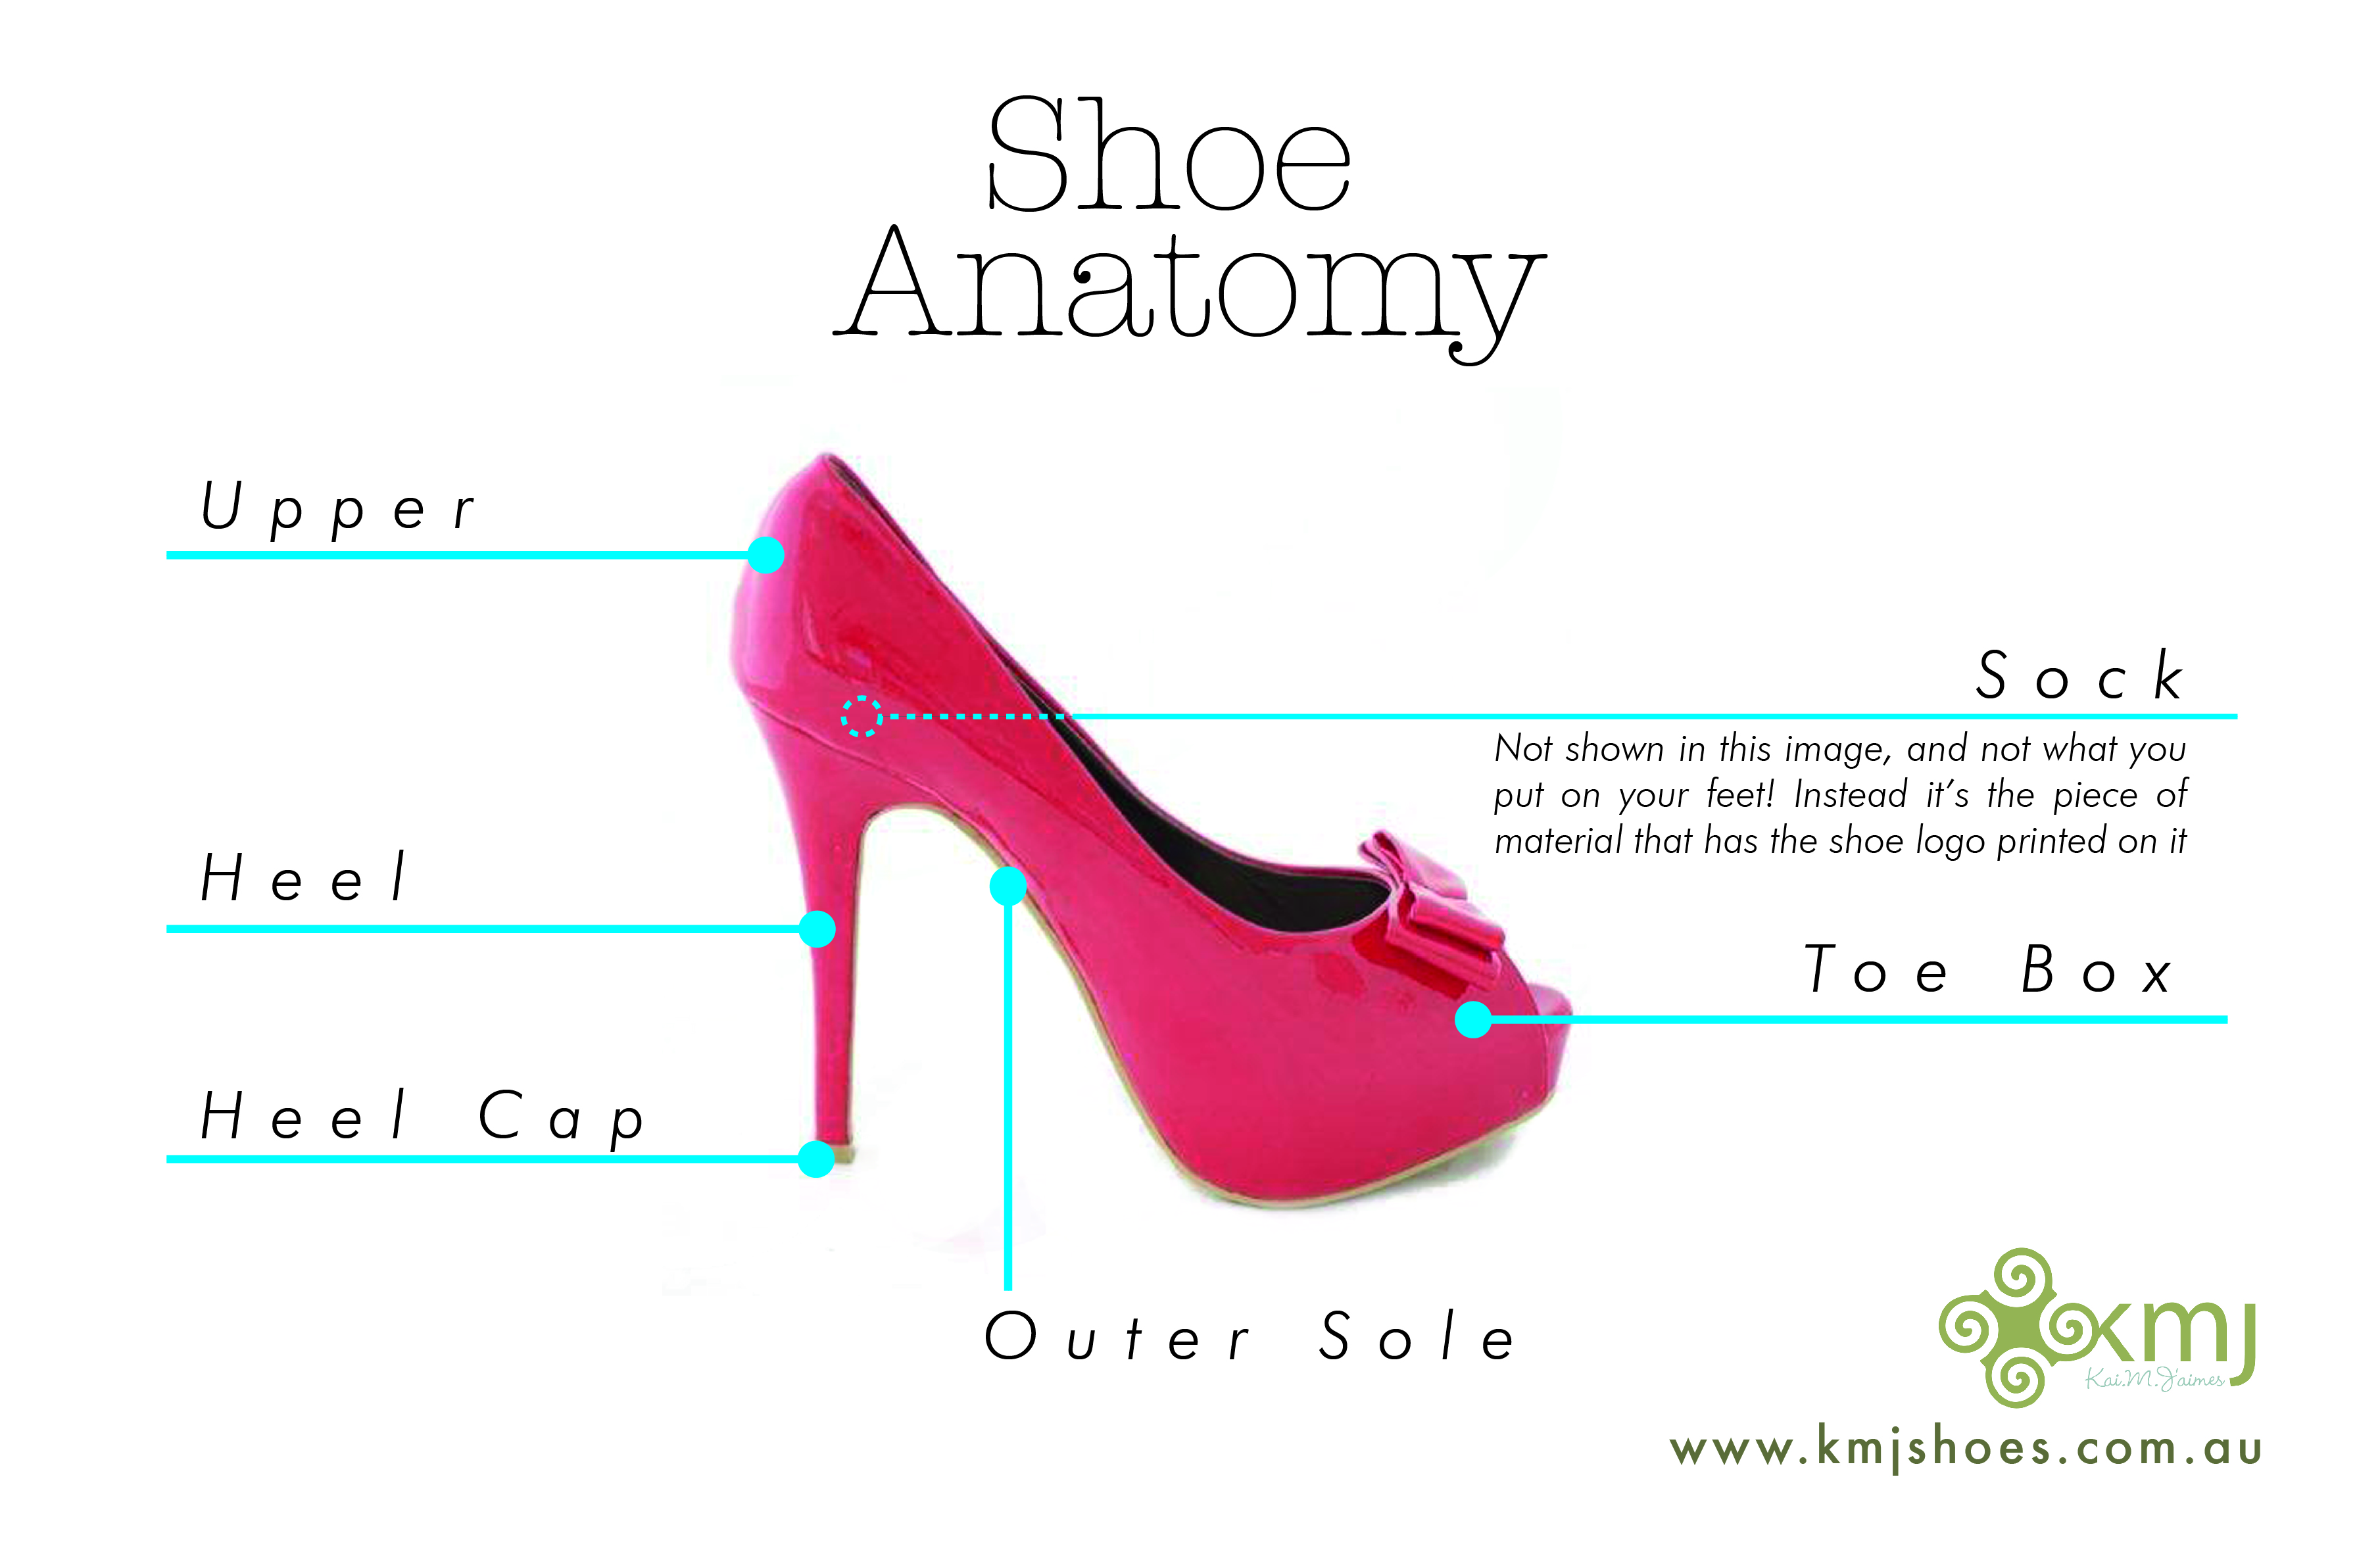 Shoe
Anatomy
Upper
Sock
Not shown in this image, and not what you
put on your feet! Instead it's the piece of
material that has the shoe logo printed on it
Heel
Toe Box
Heel Cap
Outer Sole
kmj
Kai.M.J'aimes
www.kmjshoes.com.au